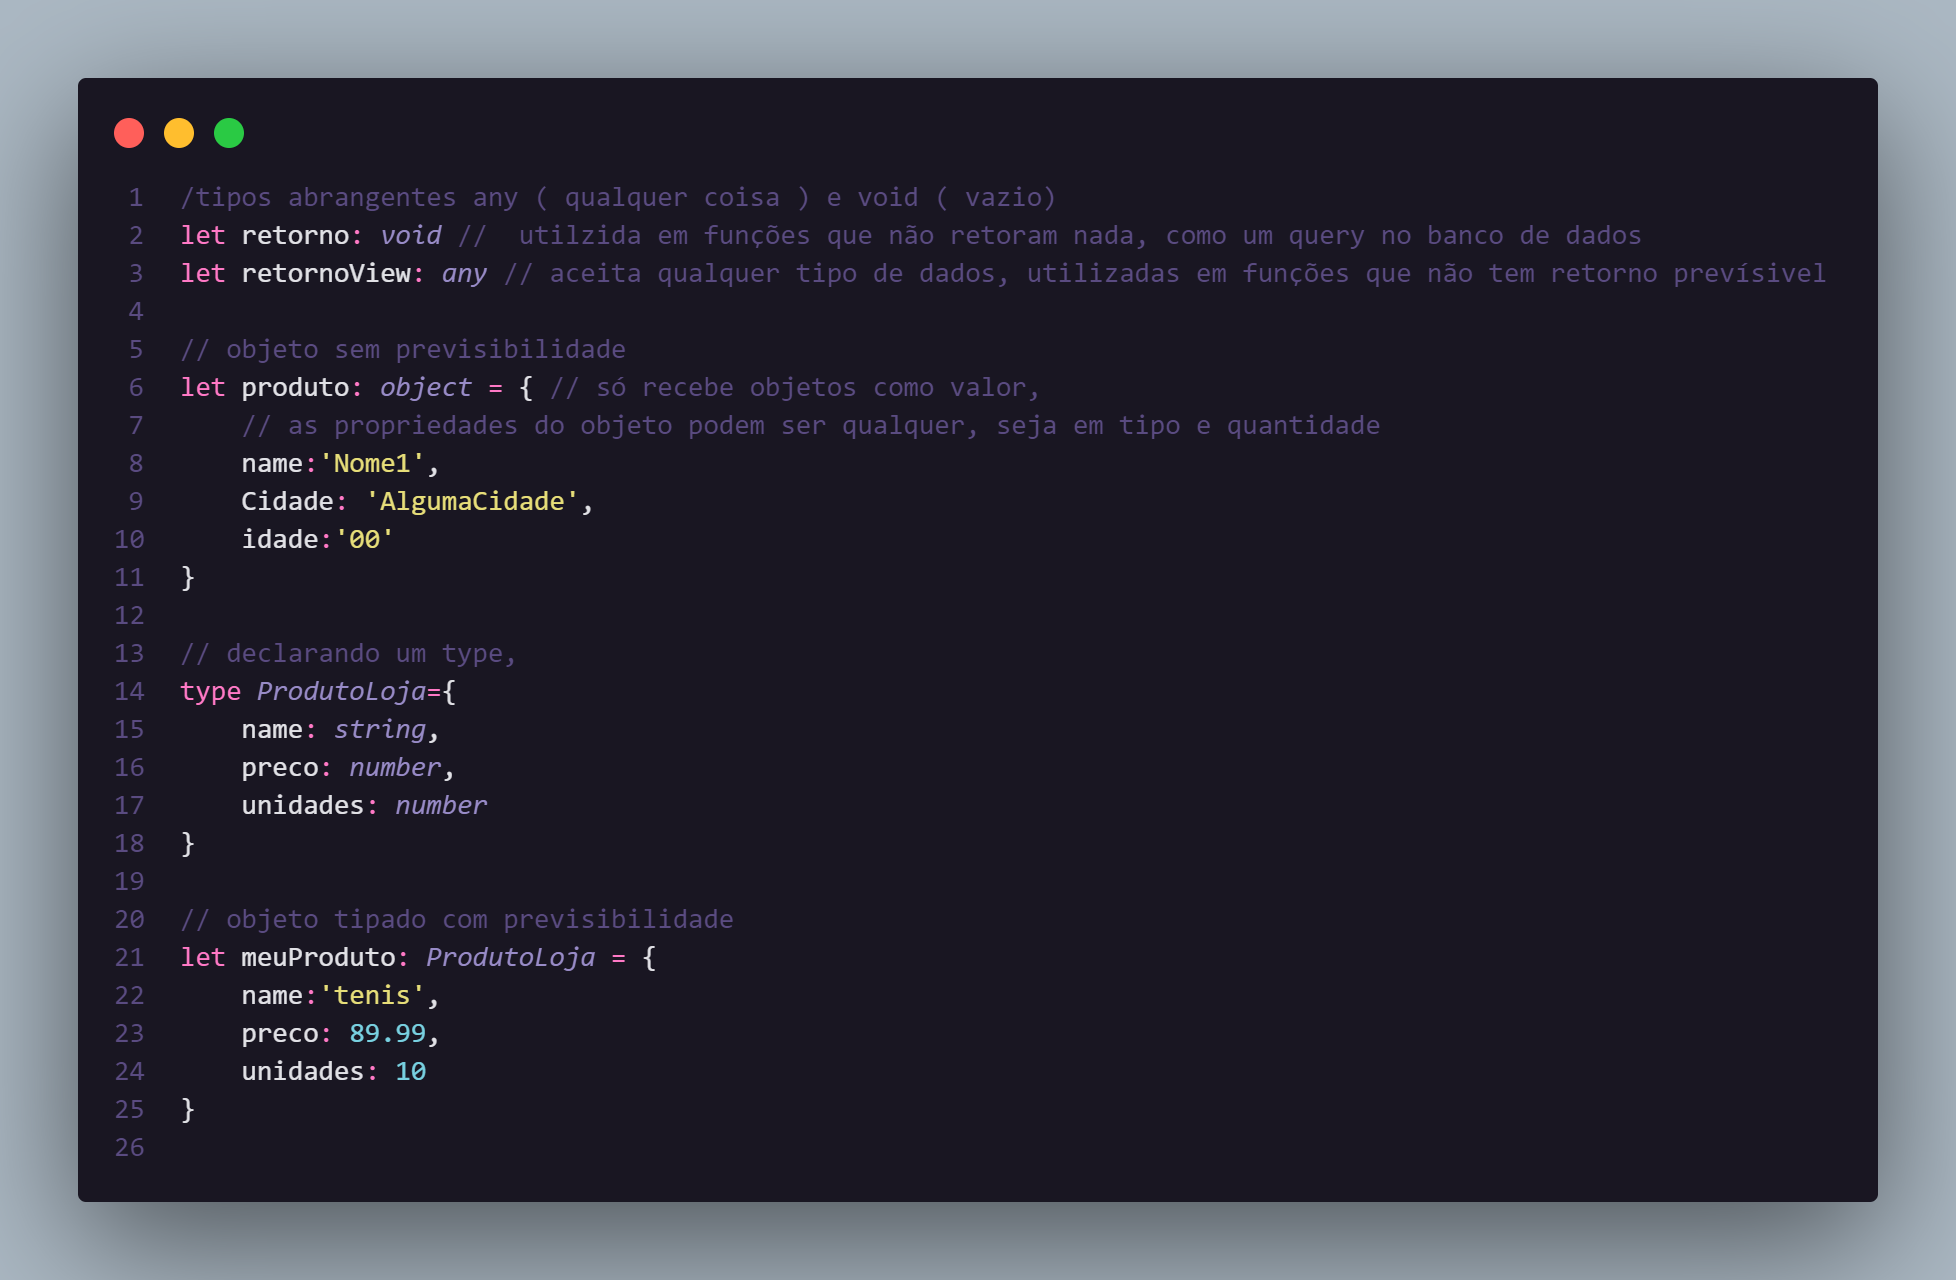 1 /tipos abrangentes any ( qualquer coisa ) e void ( vazio)
2 let retorno: void //  utilzida em funções que não retoram nada, como um query no banco de dados
3 let retornoView: any // aceita qualquer tipo de dados, utilizadas em funções que não tem retorno prevísivel
4
5 // objeto sem previsibilidade
6 let produto: object = { // só recebe objetos como valor,
7     // as propriedades do objeto podem ser qualquer, seja em tipo e quantidade
8     name:'Nome1',
9     Cidade: 'AlgumaCidade',
10     idade:'00'
11 }
12
13 // declarando um type,
14 type ProdutoLoja={
15     name: string,
16     preco: number,
17     unidades: number
18 }
19
20 // objeto tipado com previsibilidade
21 let meuProduto: ProdutoLoja = {
22     name:'tenis',
23     preco: 89.99,
24     unidades: 10
25 }
26